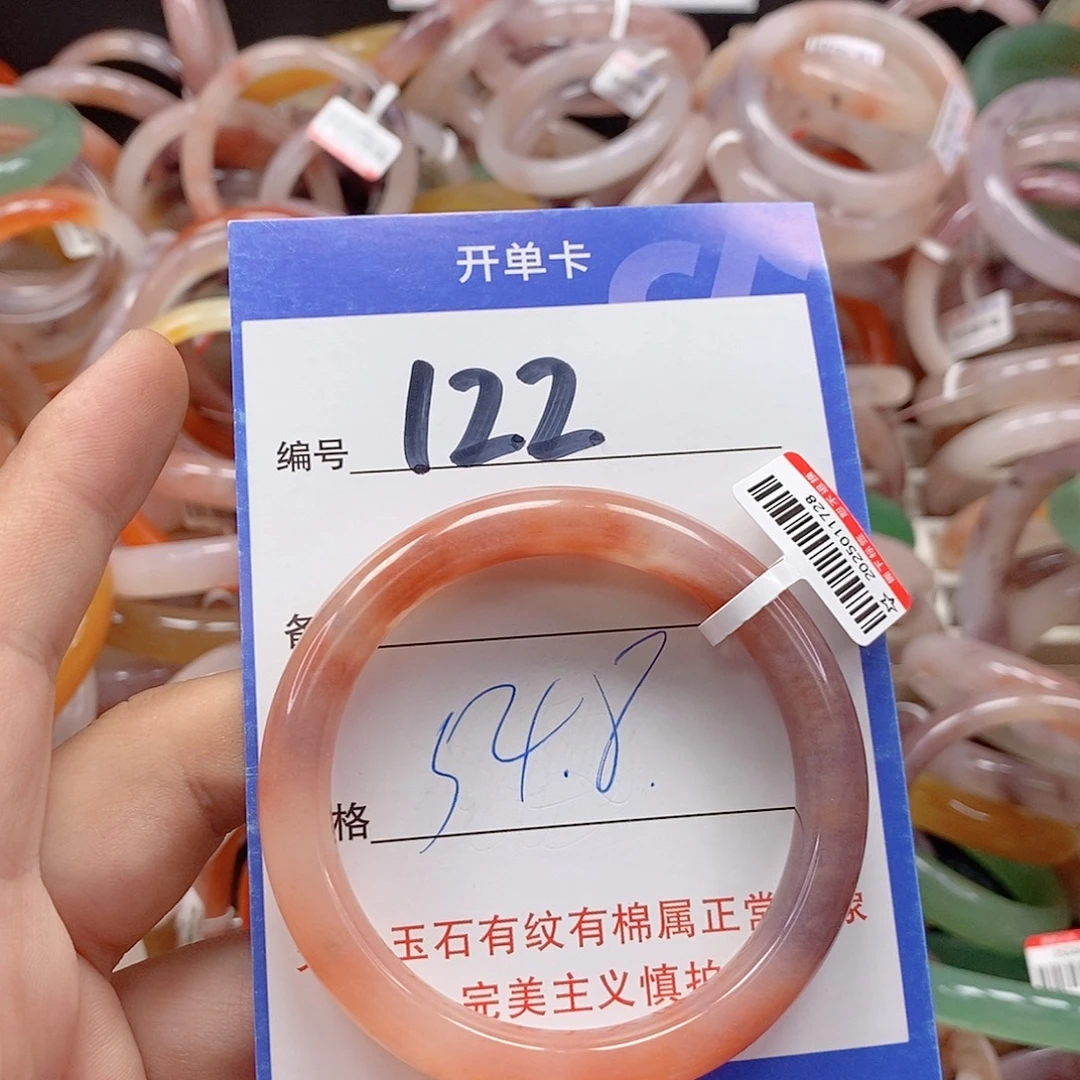 开单卡
编号 122
备
54.8.
格
2025011728
玉石有纹有棉属正常
完美主义慎拍